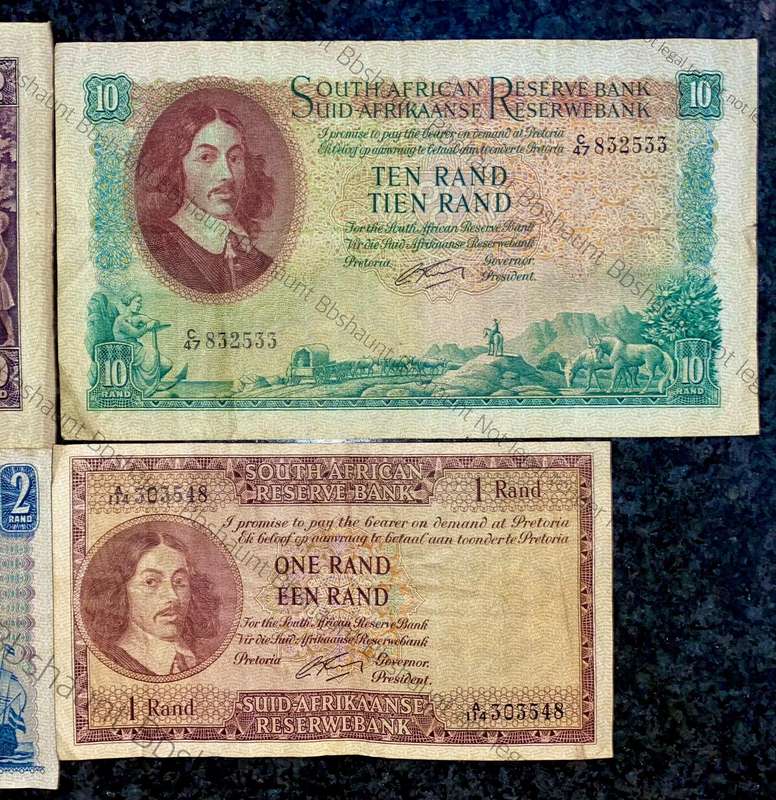 10
SOUTH AFRICAN RESERVE BANK
10
SUID-AFRIKAANSE RESERWEBANK
I promise to pay the bearer on demand at Pretoria
Ek beloof op aanvraag te betaal aan toonder te Pretoria
C/47 832533
TEN RAND
TIEN RAND
For the South African Reserve Bank
Vir die Suid-Afrikaanse Reserwebank
Pretoria Governor.
President.
C/47 832533
10
RAND
10
RAND
2
RAND
SOUTH AFRICAN
RESERVE BANK
A/114 303548
1 Rand
I promise to pay the bearer on demand at Pretoria
Ek beloof op aanvraag te betaal aan toonder te Pretoria
ONE RAND
EEN RAND
For the South African Reserve Bank
Vir die Suid-Afrikaanse Reserwebank
Pretoria Governor.
President.
1 Rand
SUID-AFRIKAANSE
RESERWEBANK
A/114 303548
Bbshaunt Not legal tender